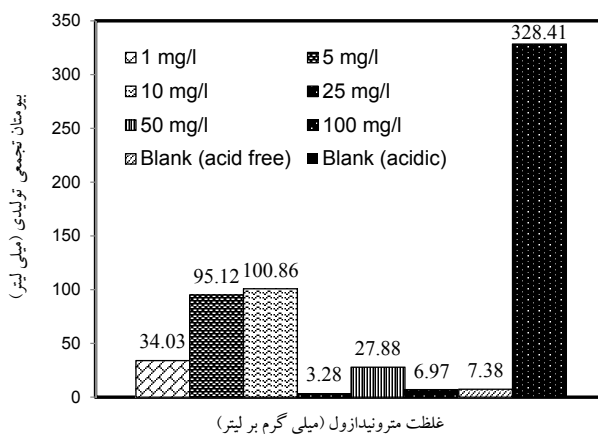 350
300
250
200
150
100
50
0
بیومتان تجمعی تولیدی (میلی لیتر)
1 mg/l
5 mg/l
10 mg/l
25 mg/l
50 mg/l
100 mg/l
Blank (acid free)
Blank (acidic)
34.03
95.12
100.86
3.28
27.88
6.97
7.38
328.41
غلظت مترونیدازول (میلی گرم بر لیتر)